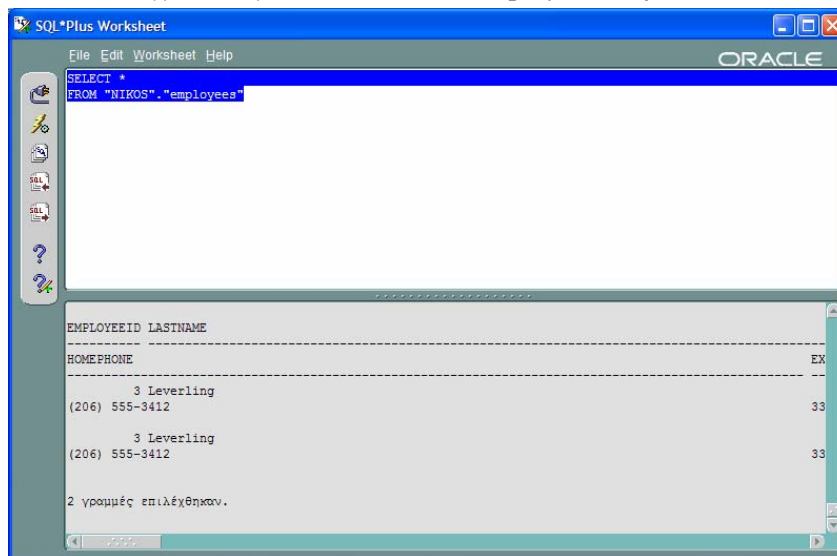 SQL*Plus Worksheet
File Edit Worksheet Help
ORACLE
SELECT *
FROM "NIKOS"."employees"
EMPLOYEEID LASTNAME
HOMEPHONE EX
3 Leverling
(206) 555-3412 33
3 Leverling
(206) 555-3412 33
2 γραμμές επιλέχθηκαν.